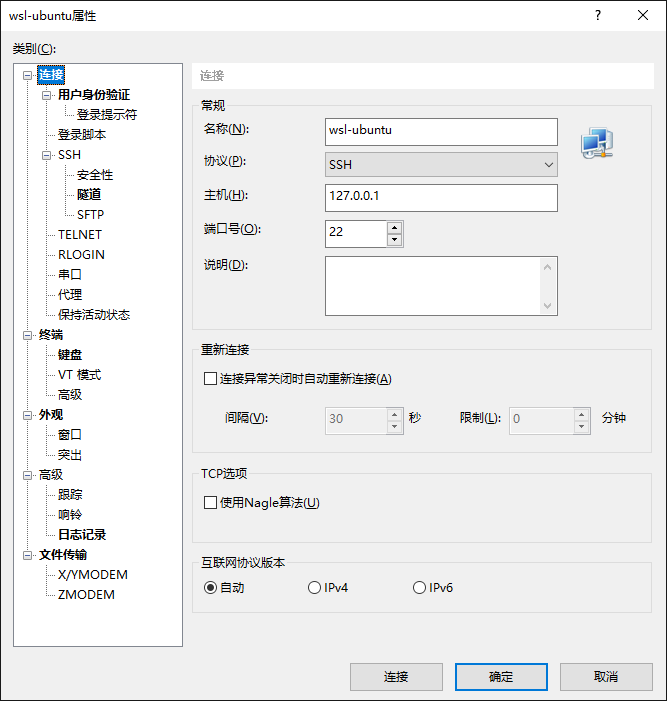 wsl-ubuntu属性
类别(C):
连接
用户身份验证
登录提示符
登录脚本
SSH
安全性
隧道
SFTP
TELNET
RLOGIN
串口
代理
保持活动状态
终端
键盘
VT 模式
高级
外观
窗口
突出
高级
跟踪
响铃
日志记录
文件传输
X/YMODEM
ZMODEM
连接
常规
名称(N): wsl-ubuntu
协议(P): SSH
主机(H): 127.0.0.1
端口号(O): 22
说明(D):
重新连接
连接异常关闭时自动重新连接(A)
间隔(V): 30 秒 限制(L): 0 分钟
TCP选项
使用Nagle算法(U)
互联网协议版本
自动 IPv4 IPv6
连接 确定 取消